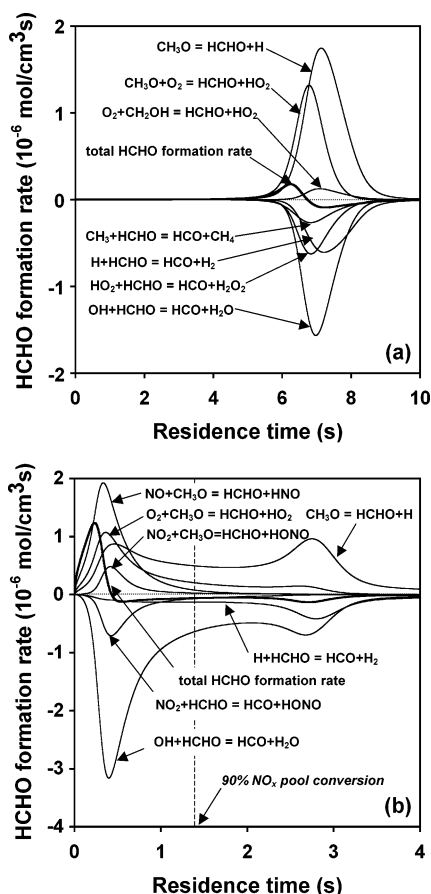 HCHO formation rate (10⁻⁶ mol/cm³s)
2
1
0
-1
-2
CH₃O = HCHO+H
CH₃O+O₂ = HCHO+HO₂
O₂+CH₂OH = HCHO+HO₂
total HCHO formation rate
CH₃+HCHO = HCO+CH₄
H+HCHO = HCO+H₂
HO₂+HCHO = HCO+H₂O₂
OH+HCHO = HCO+H₂O
(a)
0 2 4 6 8 10
Residence time (s)
HCHO formation rate (10⁻⁶ mol/cm³s)
2
1
0
-1
-2
-3
-4
NO+CH₃O = HCHO+HNO
O₂+CH₃O = HCHO+HO₂
CH₃O = HCHO+H
NO₂+CH₃O=HCHO+HONO
H+HCHO = HCO+H₂
total HCHO formation rate
NO₂+HCHO = HCO+HONO
OH+HCHO = HCO+H₂O
90% NOₓ pool conversion
(b)
0 1 2 3 4
Residence time (s)